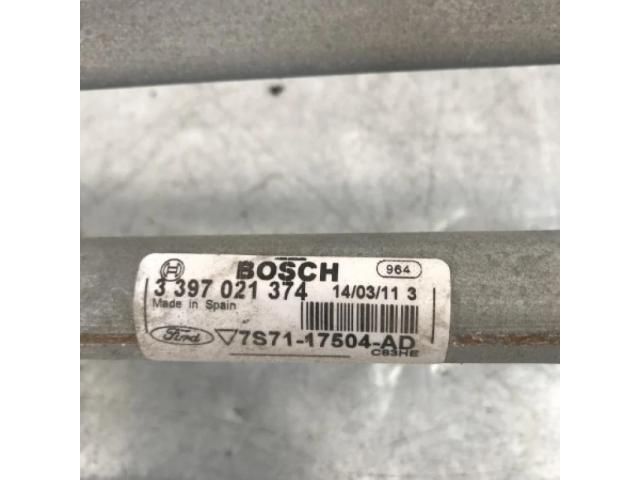 BOSCH 964
3 397 021 374 14/03/11 3
Made in Spain
Ford 7S71-17504-AD
C83HE